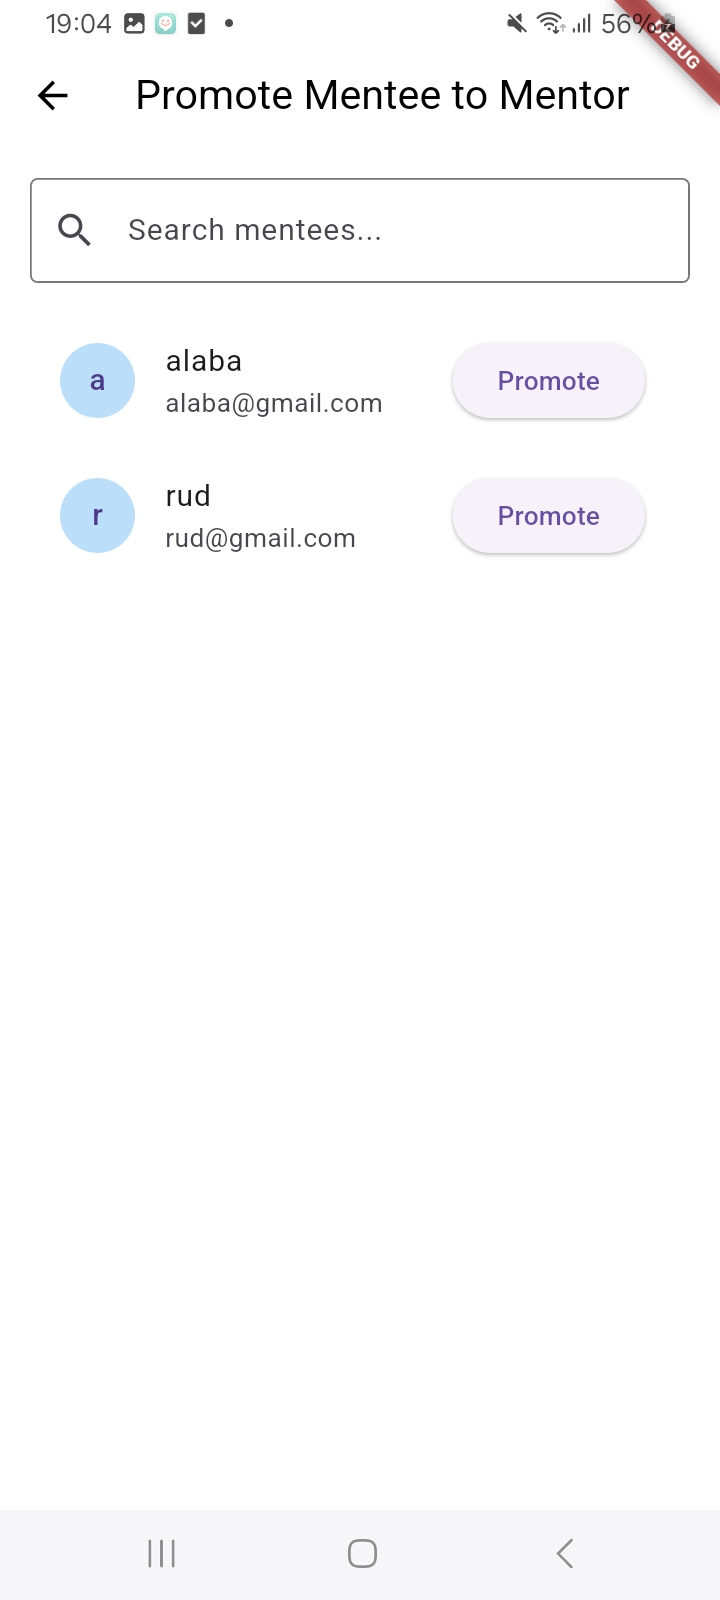 19:04 56%
DEBUG
Promote Mentee to Mentor
Search mentees...
a alaba Promote
alaba@gmail.com
r rud Promote
rud@gmail.com